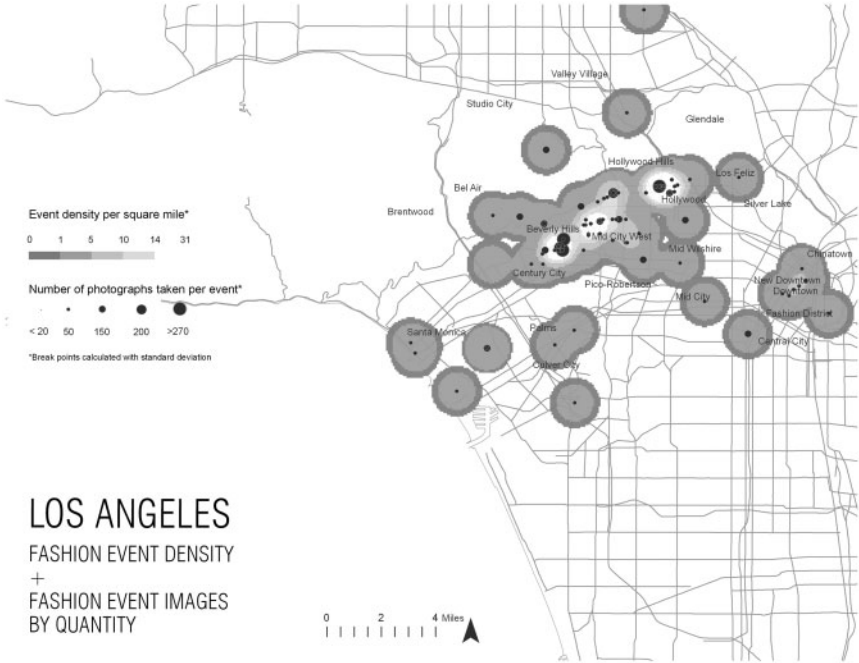 Valley Village
Studio City
Glendale
Hollywood Hills
Los Feliz
Bel Air
Hollywood
Silver Lake
Brentwood
Event density per square mile*
0 1 5 10 14 31
Beverly Hills
Mid City West
Mid Wilshire
Chinatown
Century City
New Downtown
Number of photographs taken per event*
Pico-Robertson
Downtown
Mid City
< 20 50 150 200 >270
Fashion District
Santa Monica
Palms
Central City
*Break points calculated with standard deviation
Culver City
LOS ANGELES
FASHION EVENT DENSITY
+
FASHION EVENT IMAGES
BY QUANTITY
0 2 4 Miles